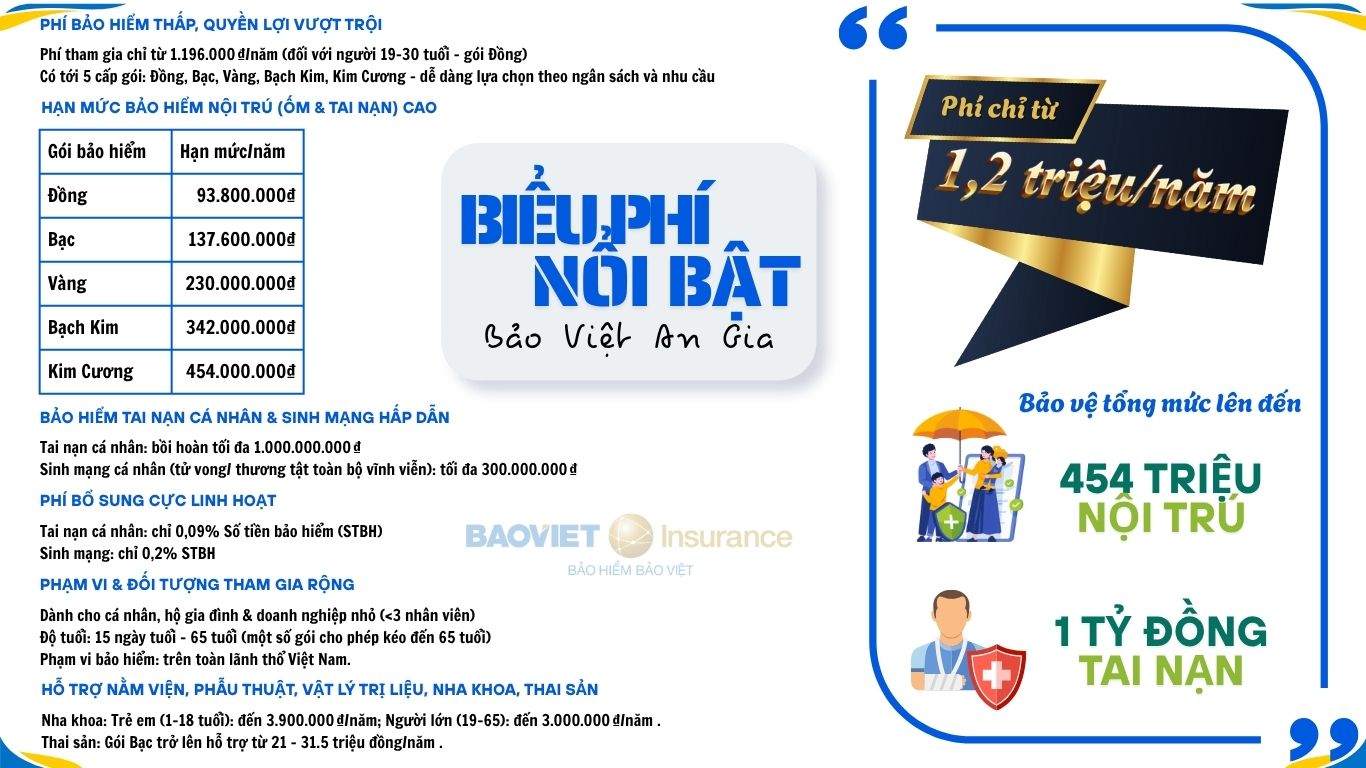 PHÍ BẢO HIỂM THẤP, QUYỀN LỢI VƯỢT TRỘI
Phí tham gia chỉ từ 1.196.000₫/năm (đối với người 19-30 tuổi - gói Đồng)
Có tới 5 cấp gói: Đồng, Bạc, Vàng, Bạch Kim, Kim Cương - dễ dàng lựa chọn theo ngân sách và nhu cầu
HẠN MỨC BẢO HIỂM NỘI TRÚ (ỐM & TAI NẠN) CAO
Gói bảo hiểm Hạn mức/năm
Đồng 93.800.000₫
Bạc 137.600.000₫
Vàng 230.000.000₫
Bạch Kim 342.000.000₫
Kim Cương 454.000.000₫
BẢO HIỂM TAI NẠN CÁ NHÂN & SINH MẠNG HẤP DẪN
Tai nạn cá nhân: bồi hoàn tối đa 1.000.000.000₫
Sinh mạng cá nhân (tử vong/ thương tật toàn bộ vĩnh viễn): tối đa 300.000.000₫
PHÍ BỔ SUNG CỰC LINH HOẠT
Tai nạn cá nhân: chỉ 0,09% Số tiền bảo hiểm (STBH)
Sinh mạng: chỉ 0,2% STBH
PHẠM VI & ĐỐI TƯỢNG THAM GIA RỘNG
Dành cho cá nhân, hộ gia đình & doanh nghiệp nhỏ (<3 nhân viên)
Độ tuổi: 15 ngày tuổi - 65 tuổi (một số gói cho phép kéo đến 65 tuổi)
Phạm vi bảo hiểm: trên toàn lãnh thổ Việt Nam.
HỖ TRỢ NẰM VIỆN, PHẪU THUẬT, VẬT LÝ TRỊ LIỆU, NHA KHOA, THAI SẢN
Nha khoa: Trẻ em (1-18 tuổi): đến 3.900.000₫/năm; Người lớn (19-65): đến 3.000.000₫/năm .
Thai sản: Gói Bạc trở lên hỗ trợ từ 21 - 31.5 triệu đồng/năm .
BIỂU PHÍ
NỔI BẬT
Bảo Việt An Gia
BAOVIET Insurance
BẢO HIỂM BẢO VIỆT
“
Phí chỉ từ
1,2 triệu/năm
Bảo vệ tổng mức lên đến
454 TRIỆU
NỘI TRÚ
1 TỶ ĐỒNG
TAI NẠN
”